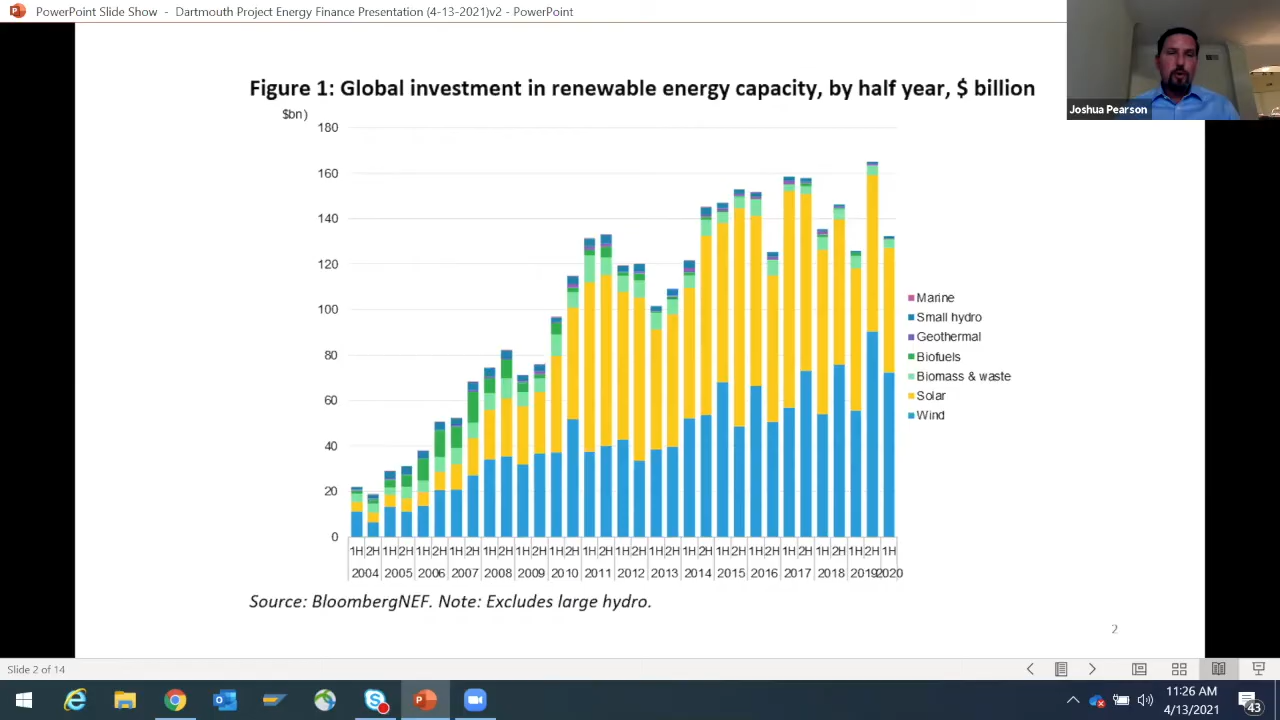 PowerPoint Slide Show - Dartmouth Project Energy Finance Presentation (4-13-2021)v2 - PowerPoint
Joshua Pearson
Figure 1: Global investment in renewable energy capacity, by half year, $ billion
$bn)
180
160
140
120
100
80
60
40
20
0
Marine
Small hydro
Geothermal
Biofuels
Biomass & waste
Solar
Wind
1H 2H 1H 2H 1H 2H 1H 2H 1H 2H 1H 2H 1H 2H 1H 2H 1H 2H 1H 2H 1H 2H 1H 2H 1H 2H 1H 2H 1H 2H 1H 2H 1H
2004 2005 2006 2007 2008 2009 2010 2011 2012 2013 2014 2015 2016 2017 2018 2019 2020
Source: BloombergNEF. Note: Excludes large hydro.
2
Slide 2 of 14
11:26 AM
4/13/2021
43